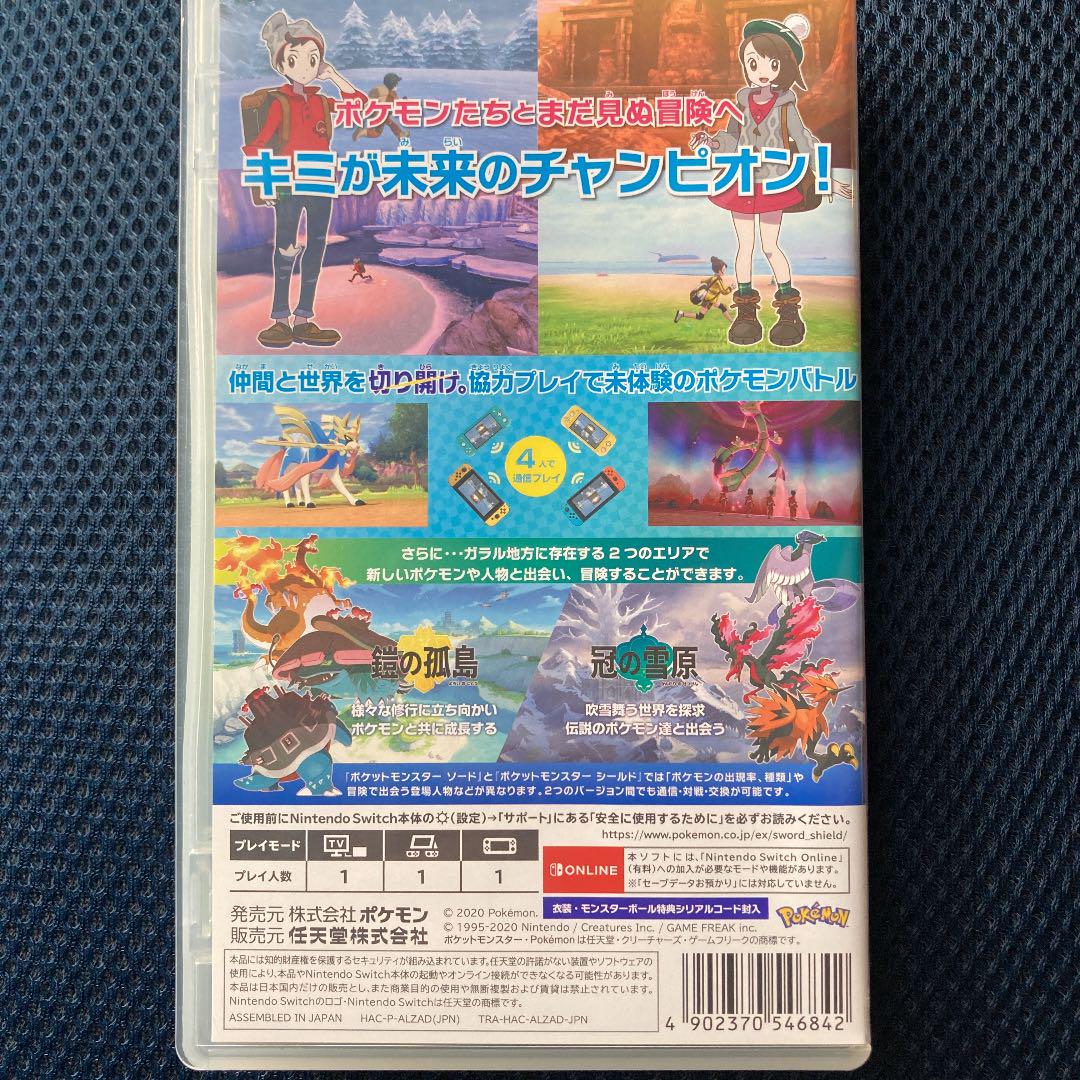 ポケモンたちとまだ見ぬ冒険へ
キミが未来のチャンピオン!
仲間と世界を切り開け。協力プレイで未体験のポケモンバトル
4人で
通信プレイ
さらに・・・ガラル地方に存在する2つのエリアで
新しいポケモンや人物と出会い、冒険することができます。
鎧の孤島
冠の雪原
様々な修行に立ち向かい
ポケモンと共に成長する
吹雪舞う世界を探求
伝説のポケモン達と出会う
『ポケットモンスター ソード』と『ポケットモンスター シールド』では「ポケモンの出現率、種類」や
冒険で出会う登場人物などが異なります。2つのバージョン間でも通信・対戦・交換が可能です。
ご使用前にNintendo Switch本体の(設定)→「サポート」にある「安全に使用するために」を必ずお読みください。
https://www.pokemon.co.jp/ex/sword_shield/
プレイモード TV
プレイ人数 1 1 1
ONLINE
本ソフトには、「Nintendo Switch Online」
(有料)への加入が必要なモードや機能があります。
※「セーブデータお預かり」には対応していません。
衣装・モンスターボール特典シリアルコード封入
POKéMON
発売元 株式会社 ポケモン
販売元 任天堂株式会社
© 2020 Pokémon.
© 1995-2020 Nintendo / Creatures Inc. / GAME FREAK inc.
ポケットモンスター・Pokémonは任天堂・クリーチャーズ・ゲームフリークの商標です。
本品には知的財産権を保護するセキュリティが組み込まれています。任天堂の許諾がない装置やソフトウェアの
使用により、本品やNintendo Switch本体の起動やオンライン接続ができなくなる可能性があります。
本品は日本国内だけの販売とし、また商業目的の使用や無断複製および賃貸は禁止されています。
Nintendo Switchのロゴ・Nintendo Switchは任天堂の商標です。
ASSEMBLED IN JAPAN HAC-P-ALZAD(JPN) TRA-HAC-ALZAD-JPN
4 902370 546842